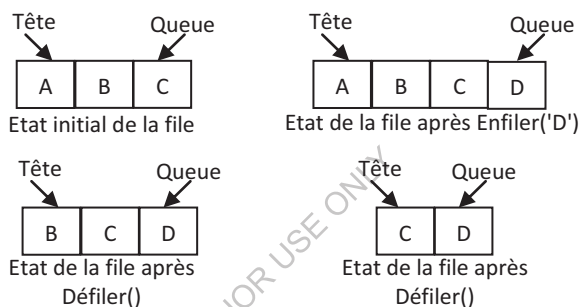 Tête Queue
A B C
Etat initial de la file
Tête Queue
A B C D
Etat de la file après Enfiler('D')
Tête Queue
B C D
Etat de la file après
Défiler()
Tête Queue
C D
Etat de la file après
Défiler()
OR USE ONLY